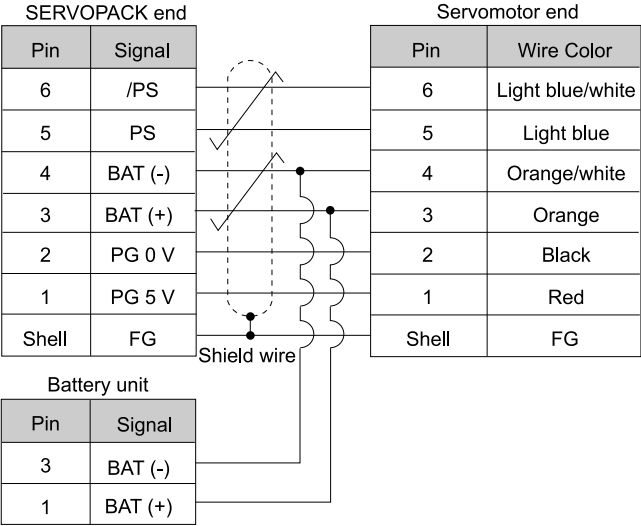 SERVOPACK end
Pin Signal
6 /PS
5 PS
4 BAT (-)
3 BAT (+)
2 PG 0 V
1 PG 5 V
Shell FG
Shield wire
Servomotor end
Pin Wire Color
6 Light blue/white
5 Light blue
4 Orange/white
3 Orange
2 Black
1 Red
Shell FG
Battery unit
Pin Signal
3 BAT (-)
1 BAT (+)